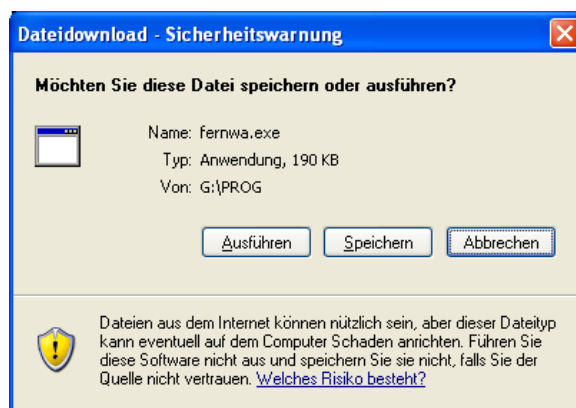 Dateidownload - Sicherheitswarnung
Möchten Sie diese Datei speichern oder ausführen?
Name: fernwa.exe
Typ: Anwendung, 190 KB
Von: G:\PROG
Ausführen Speichern Abbrechen
Dateien aus dem Internet können nützlich sein, aber dieser Dateityp
kann eventuell auf dem Computer Schaden anrichten. Führen Sie
diese Software nicht aus und speichern Sie sie nicht, falls Sie der
Quelle nicht vertrauen. Welches Risiko besteht?